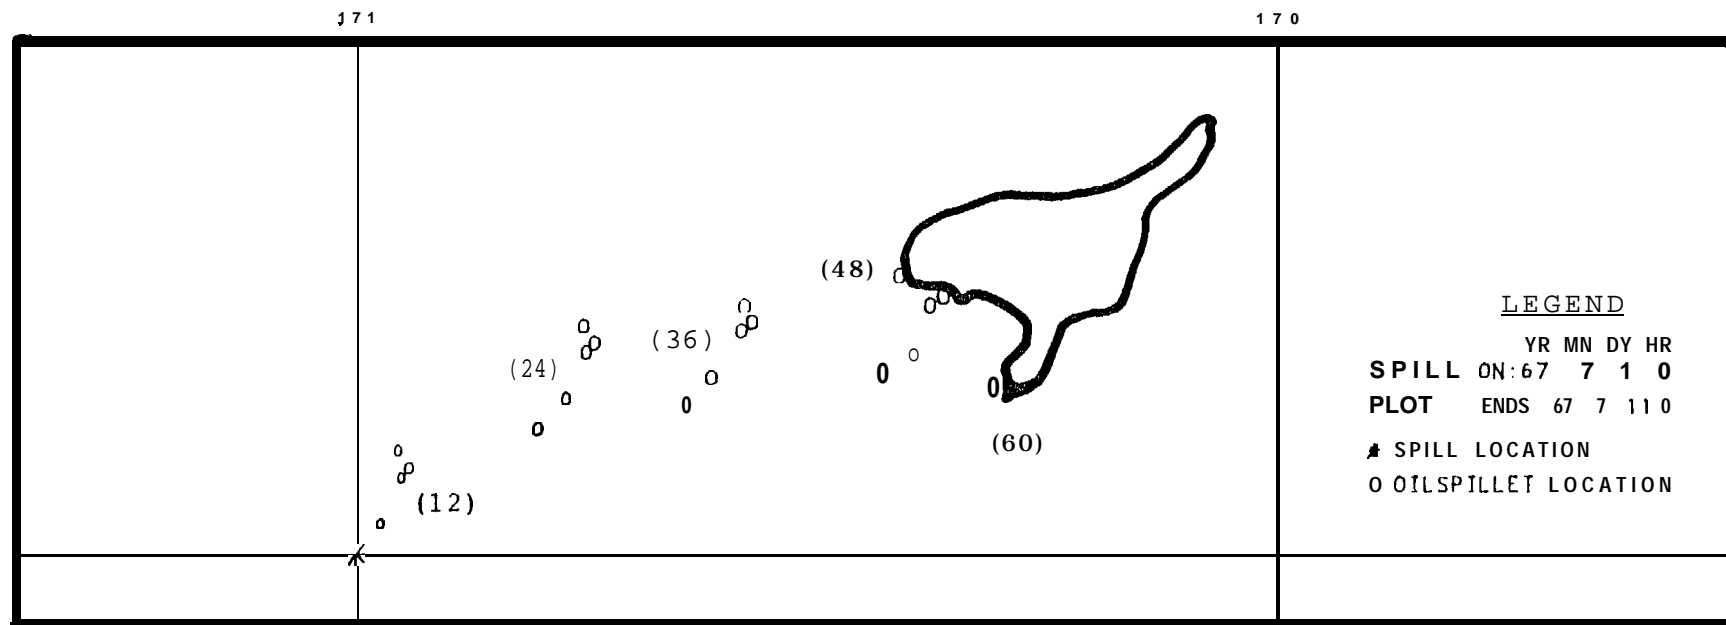 171
170
(48)
(36)
(24)
(12)
(60)
LEGEND
YR MN DY HR
SPILL ON:67 7 1 0
PLOT ENDS 67 7 11 0
SPILL LOCATION
O OILSPILLET LOCATION